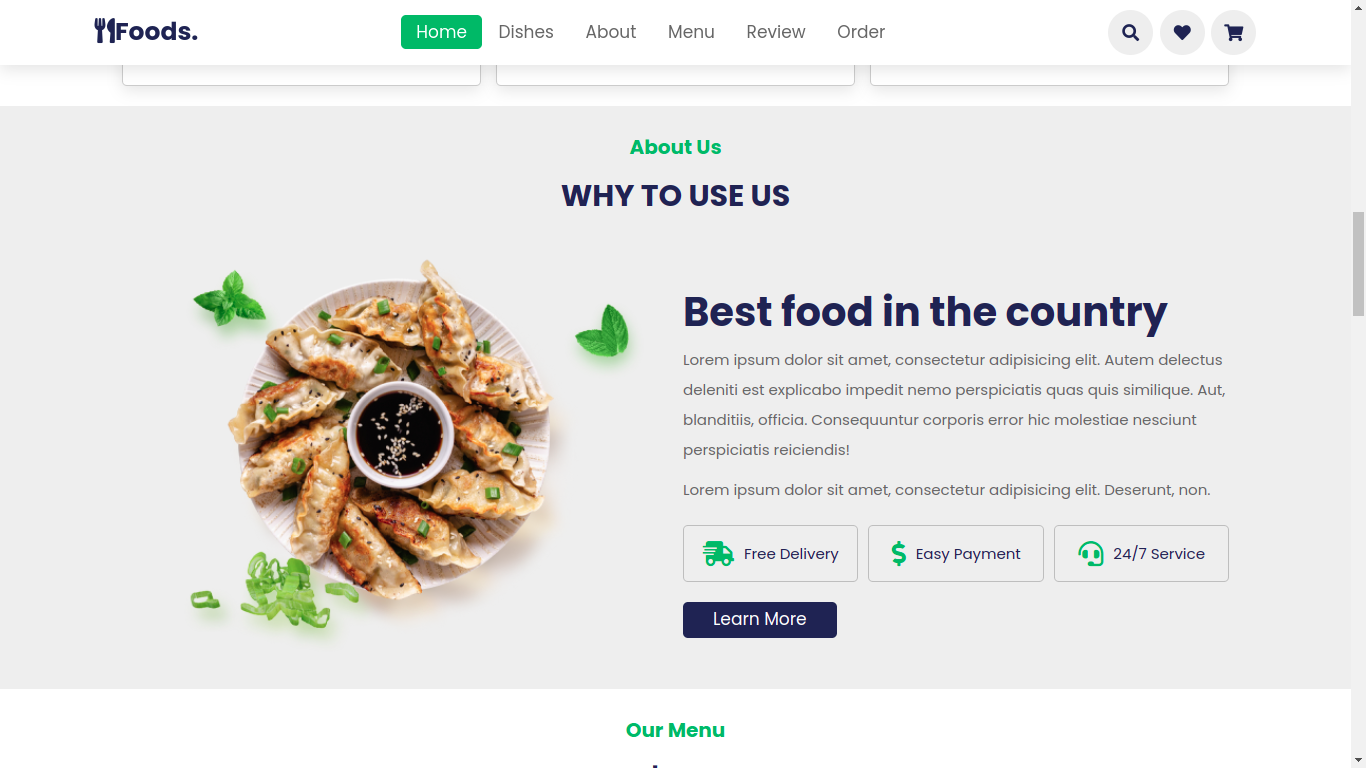 Foods.
Home Dishes About Menu Review Order
About Us
WHY TO USE US
Best food in the country
Lorem ipsum dolor sit amet, consectetur adipisicing elit. Autem delectus
deleniti est explicabo impedit nemo perspiciatis quas quis similique. Aut,
blanditiis, officia. Consequuntur corporis error hic molestiae nesciunt
perspiciatis reiciendis!
Lorem ipsum dolor sit amet, consectetur adipisicing elit. Deserunt, non.
Free Delivery
Easy Payment
24/7 Service
Learn More
Our Menu